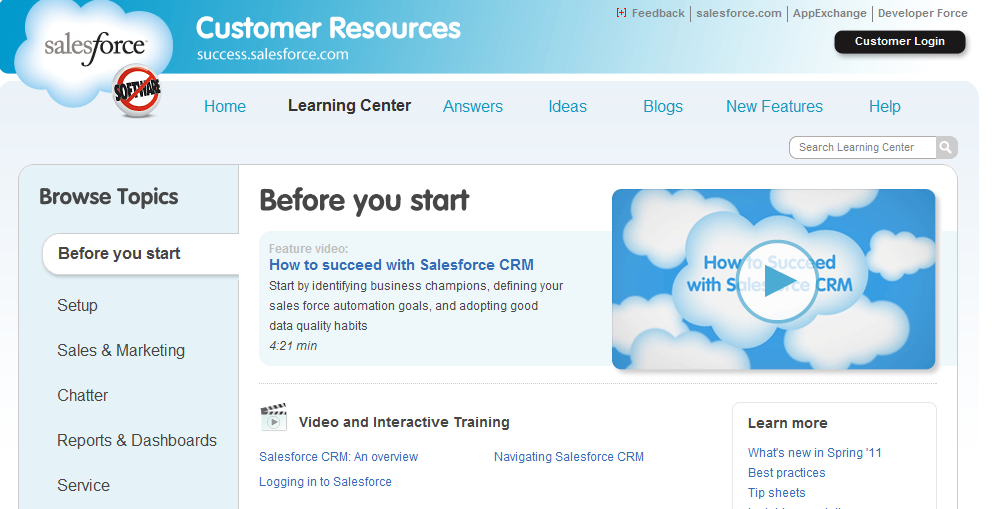 Feedback
salesforce.com
AppExchange
Developer Force
Customer Resources
success.salesforce.com
Customer Login
salesforce
SOFTWARE
Home
Learning Center
Answers
Ideas
Blogs
New Features
Help
Search Learning Center
Browse Topics
Before you start
Setup
Sales & Marketing
Chatter
Reports & Dashboards
Service
Before you start
Feature video:
How to succeed with Salesforce CRM
Start by identifying business champions, defining your
sales force automation goals, and adopting good
data quality habits
4:21 min
How to Succeed
with Salesforce CRM
Video and Interactive Training
Salesforce CRM: An overview
Navigating Salesforce CRM
Logging in to Salesforce
Learn more
What's new in Spring '11
Best practices
Tip sheets